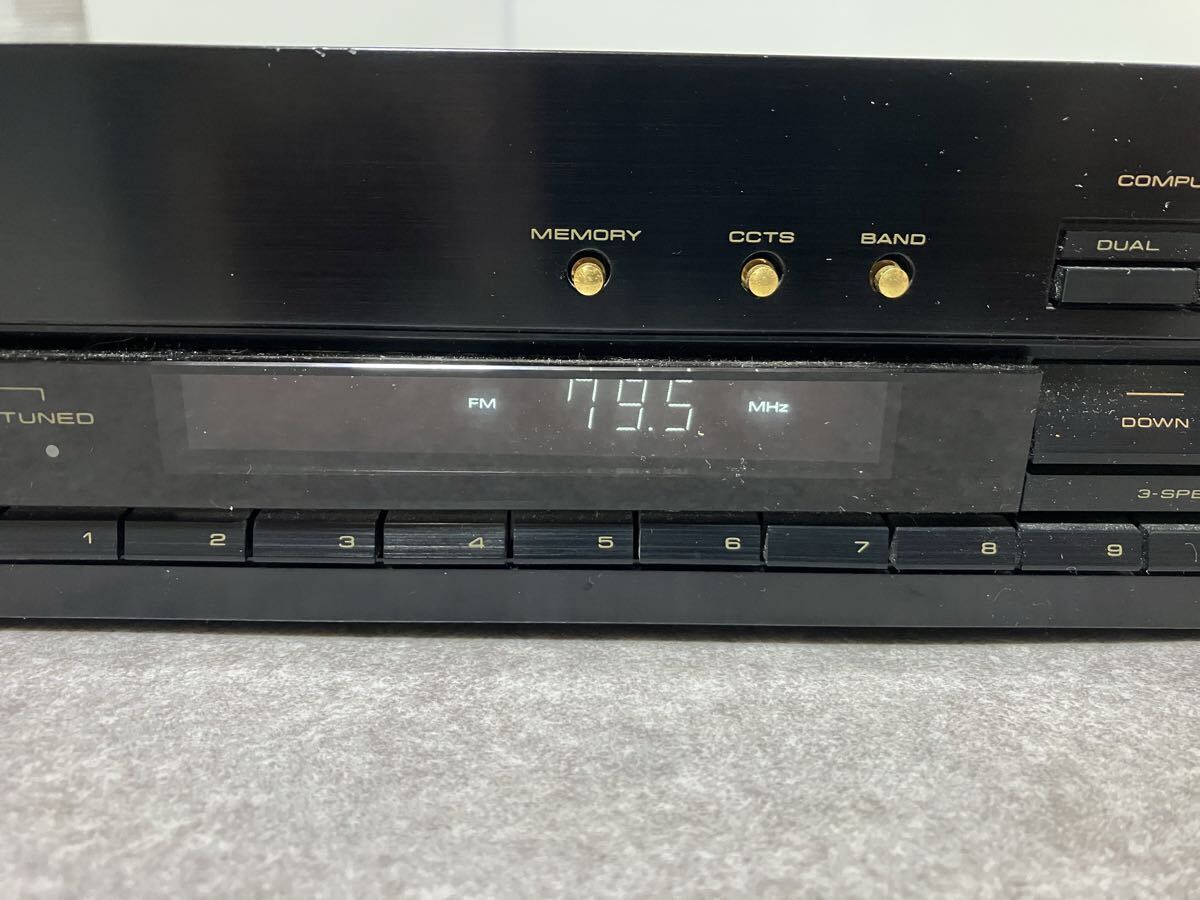 COMPU
MEMORY CCTS BAND DUAL
TUNED FM 79.5 MHz DOWN
3-SPE
1 2 3 4 5 6 7 8 9